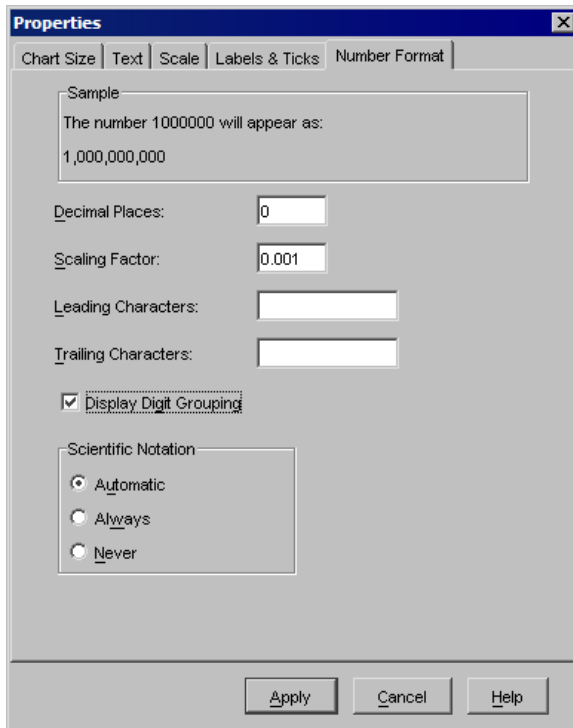 Properties
Chart Size Text Scale Labels & Ticks Number Format
Sample
The number 1000000 will appear as:
1,000,000,000
Decimal Places: 0
Scaling Factor: 0.001
Leading Characters:
Trailing Characters:
Display Digit Grouping
Scientific Notation
Automatic
Always
Never
Apply Cancel Help